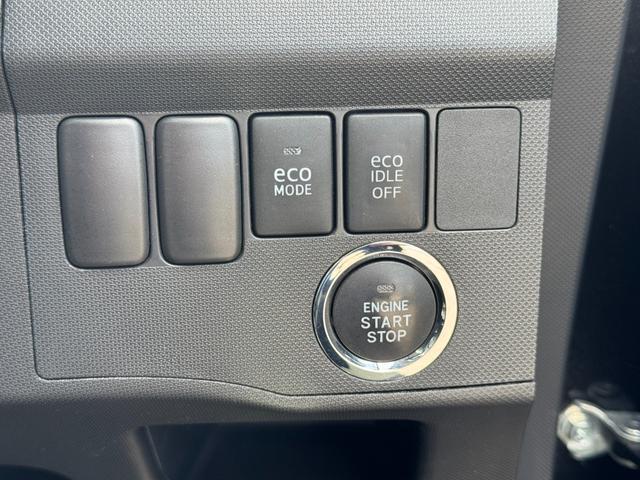 eco
MODE
eco
IDLE
OFF
ENGINE
START
STOP